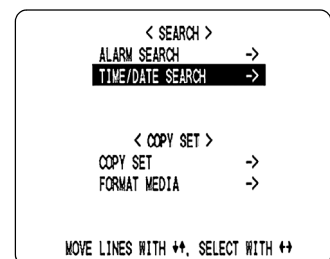 < SEARCH >
ALARM SEARCH ->
TIME/DATE SEARCH ->
< COPY SET >
COPY SET ->
FORMAT MEDIA ->
MOVE LINES WITH ↓↑, SELECT WITH ←→